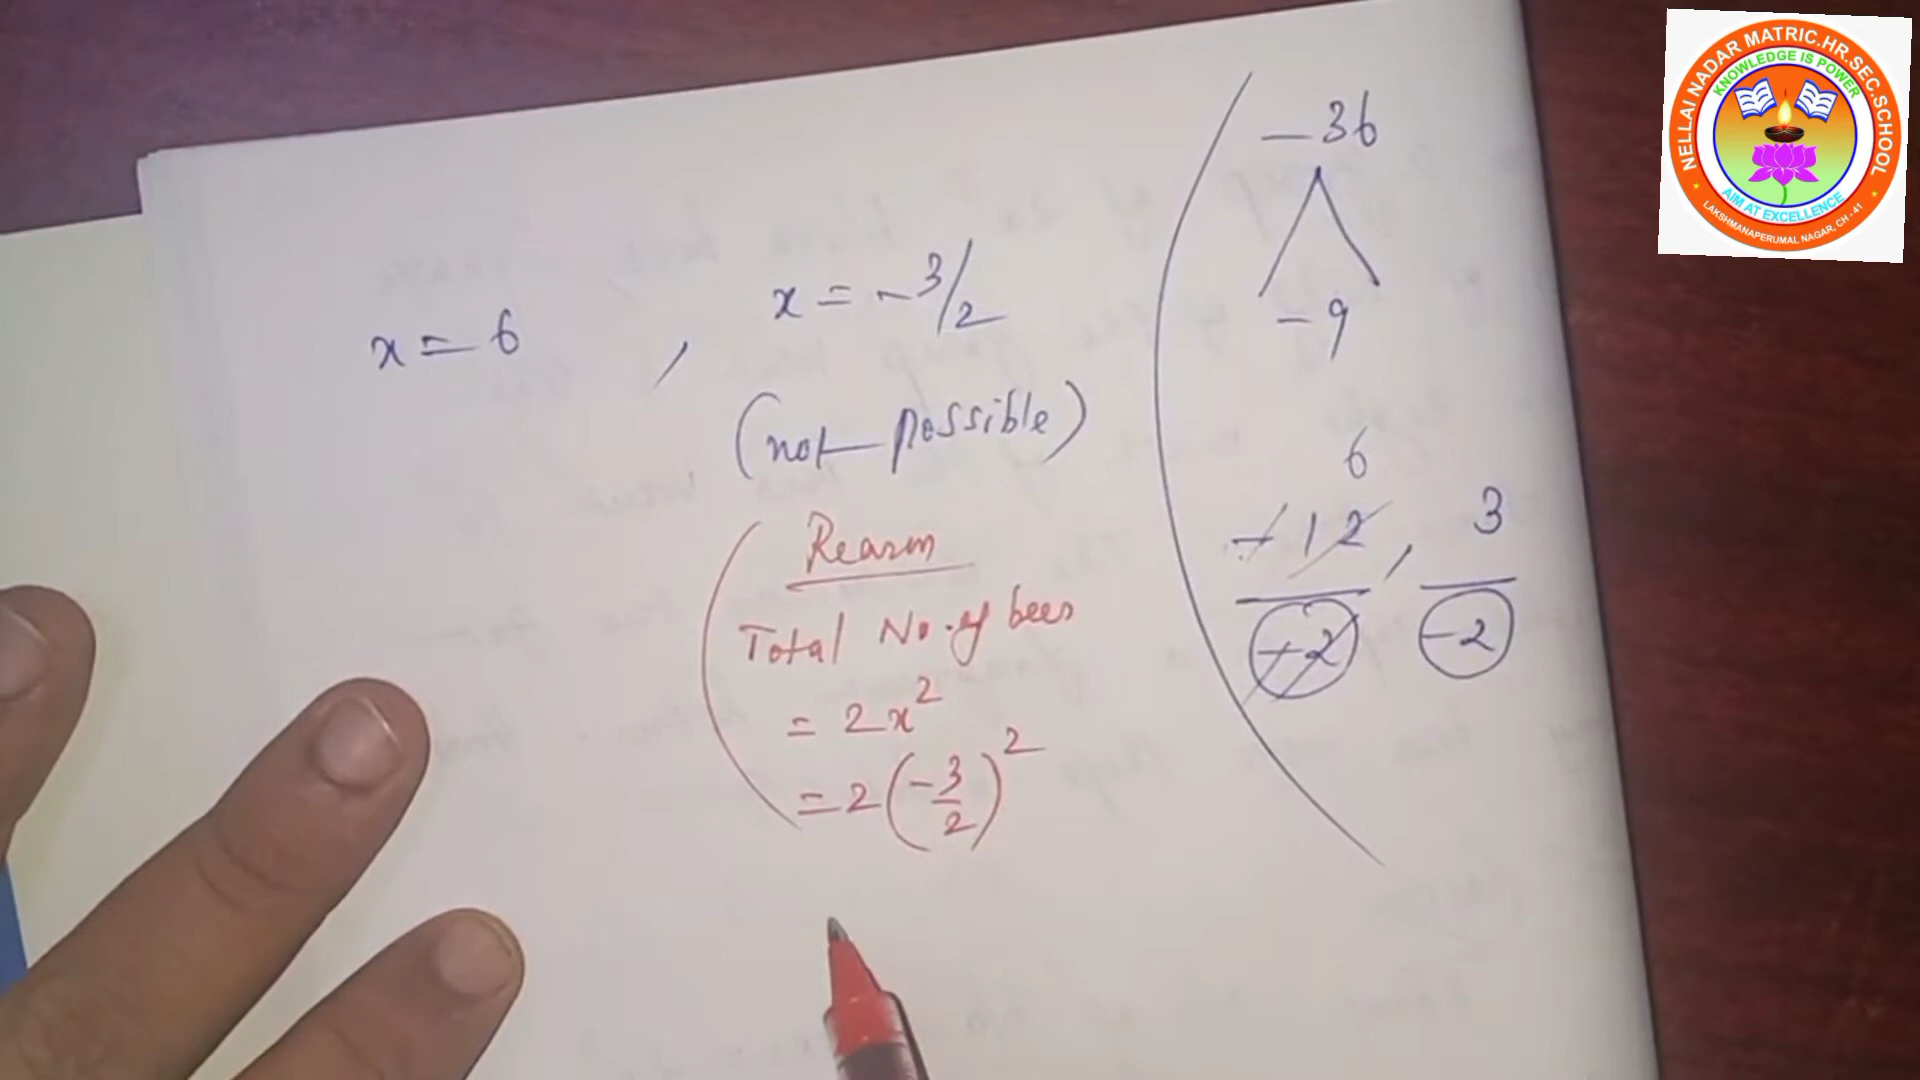 x = 6 , x = -3/2
(not possible)
Reason
Total No. of bees
= 2x²
= 2(-3/2)²
-36
-9
6
-12 , 3
+2 -2
NELLAI NADAR MATRIC.HR.SEC.SCHOOL
KNOWLEDGE IS POWER
AIM AT EXCELLENCE
LAKSHMANAPERUMAL NAGAR, CH - 41